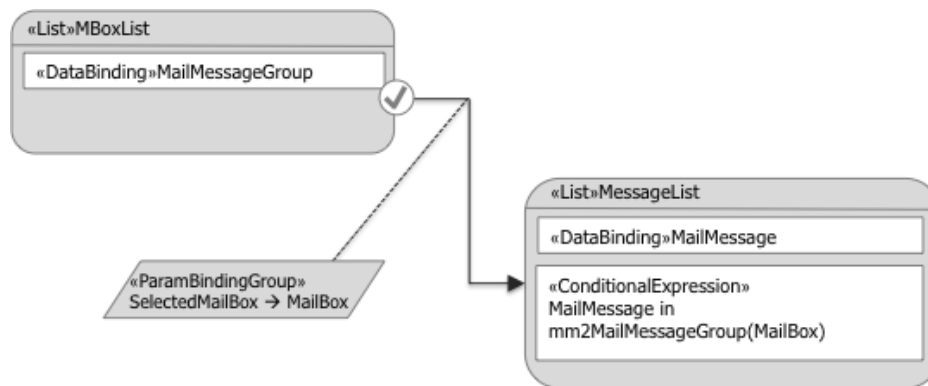 «List»MBoxList
«DataBinding»MailMessageGroup
«List»MessageList
«DataBinding»MailMessage
«ParamBindingGroup»
SelectedMailBox → MailBox
«ConditionalExpression»
MailMessage in
mm2MailMessageGroup(MailBox)